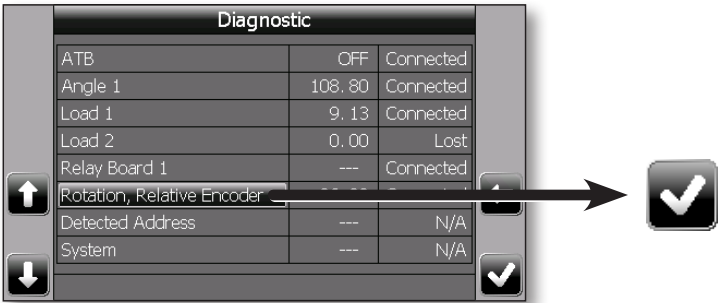 Diagnostic
ATB OFF Connected
Angle 1 108.80 Connected
Load 1 9.13 Connected
Load 2 0.00 Lost
Relay Board 1 --- Connected
Rotation, Relative Encoder
Detected Address --- N/A
System --- N/A